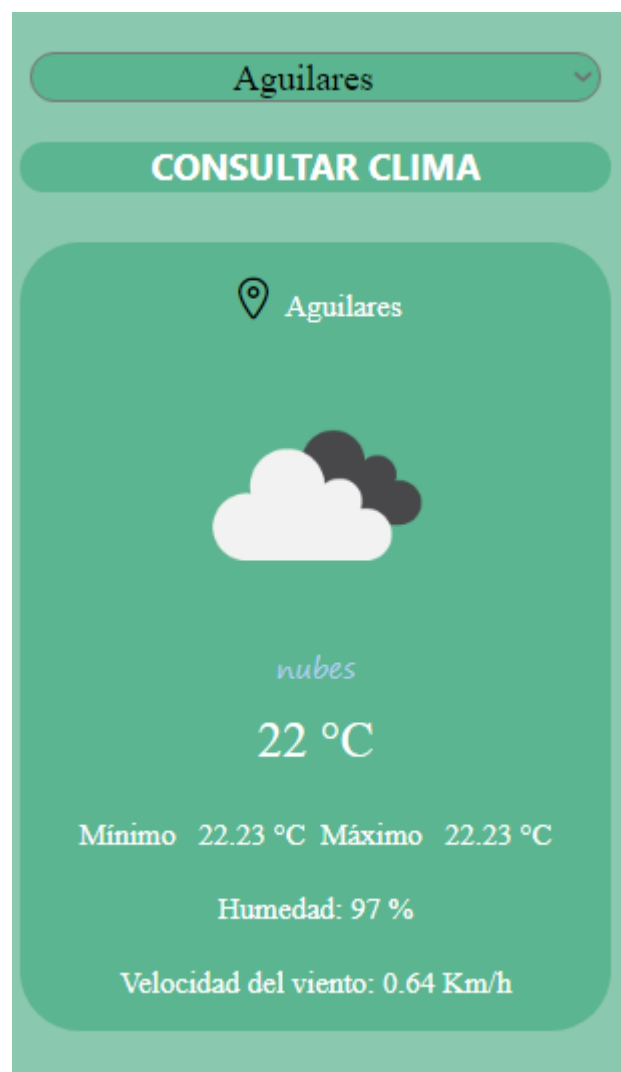 Aguilares
CONSULTAR CLIMA
Aguilares
nubes
22 °C
Mínimo 22.23 °C Máximo 22.23 °C
Humedad: 97 %
Velocidad del viento: 0.64 Km/h